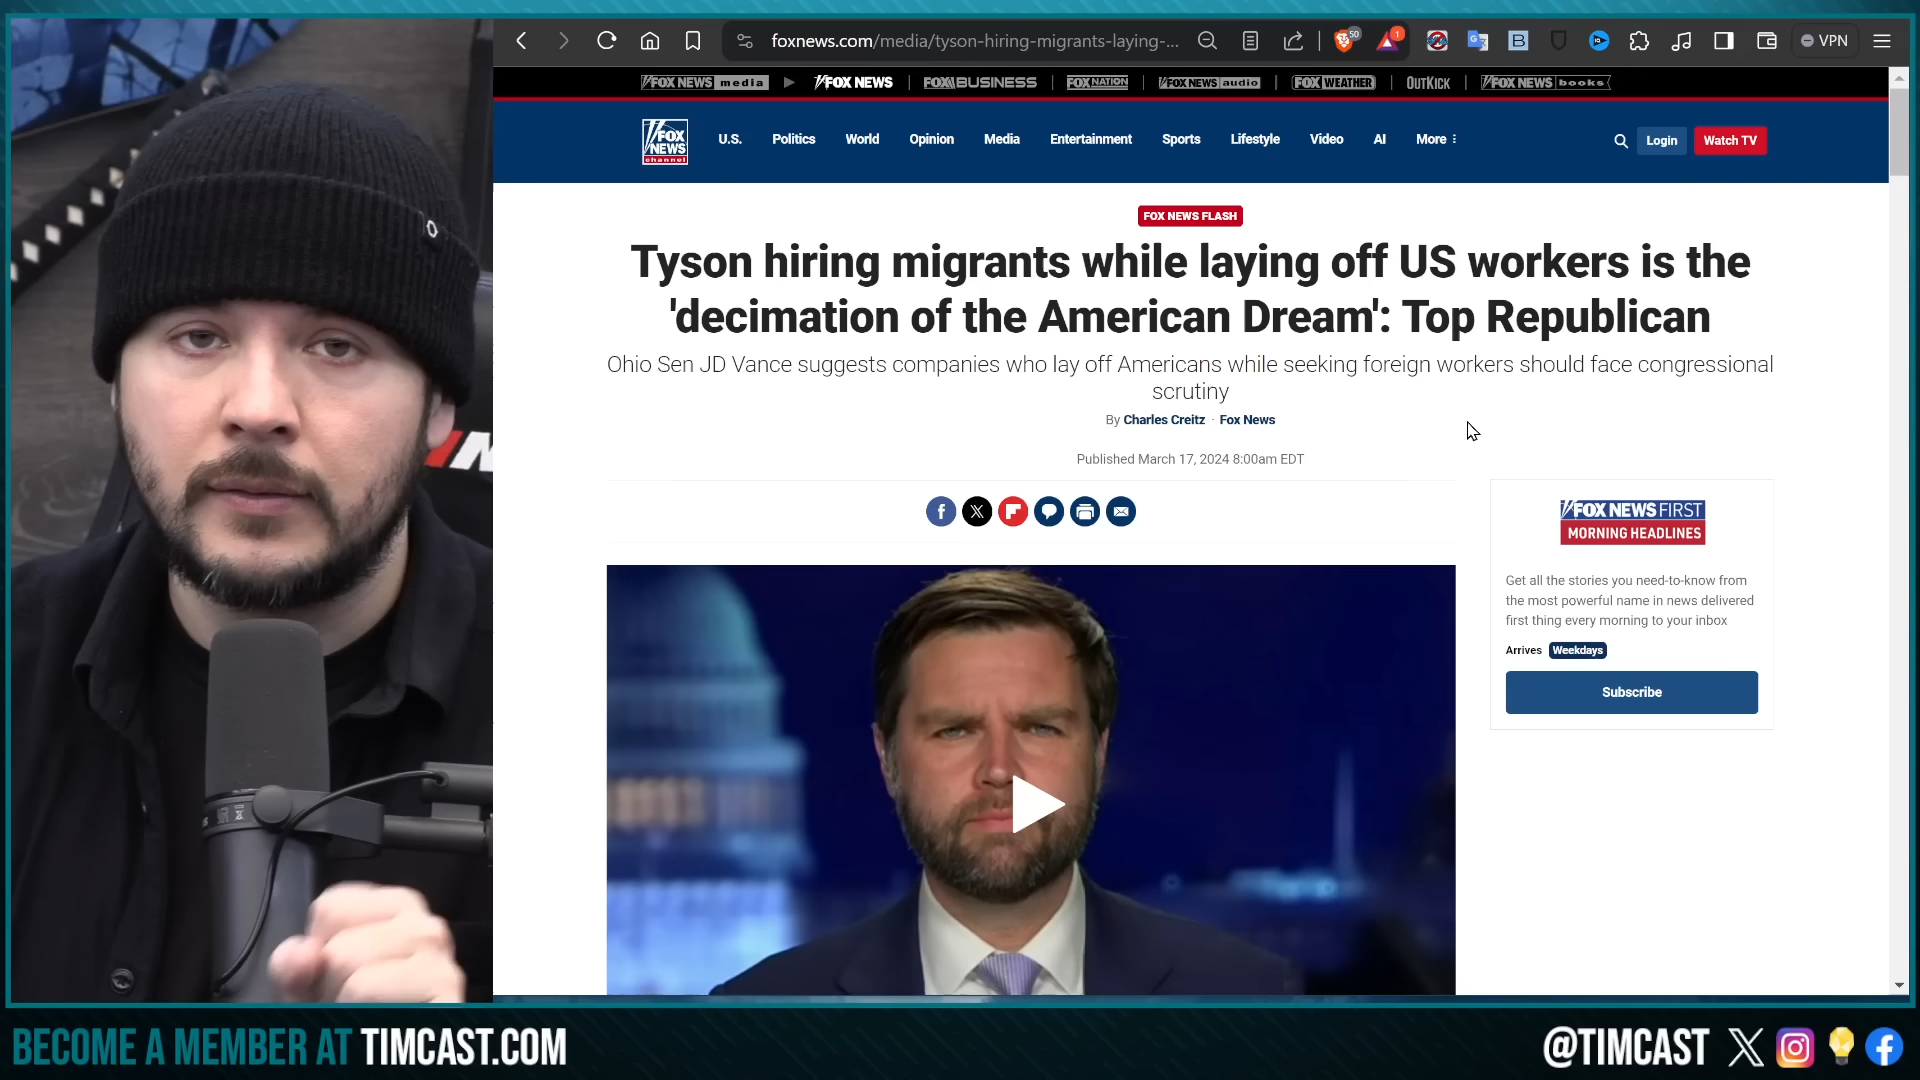 foxnews.com/media/tyson-hiring-migrants-laying-...
50
1
B
VPN
FOX NEWS media
FOX NEWS
FOX BUSINESS
FOX NATION
FOX NEWS audio
FOX WEATHER
OUTKICK
FOX NEWS books
FOX
NEWS
channel
U.S.
Politics
World
Opinion
Media
Entertainment
Sports
Lifestyle
Video
AI
More
Login
Watch TV
FOX NEWS FLASH
Tyson hiring migrants while laying off US workers is the
'decimation of the American Dream': Top Republican
Ohio Sen JD Vance suggests companies who lay off Americans while seeking foreign workers should face congressional
scrutiny
By Charles Creitz · Fox News
Published March 17, 2024 8:00am EDT
FOX NEWS FIRST
MORNING HEADLINES
Get all the stories you need-to-know from
the most powerful name in news delivered
first thing every morning to your inbox
Arrives Weekdays
Subscribe
BECOME A MEMBER AT TIMCAST.COM
@TIMCAST